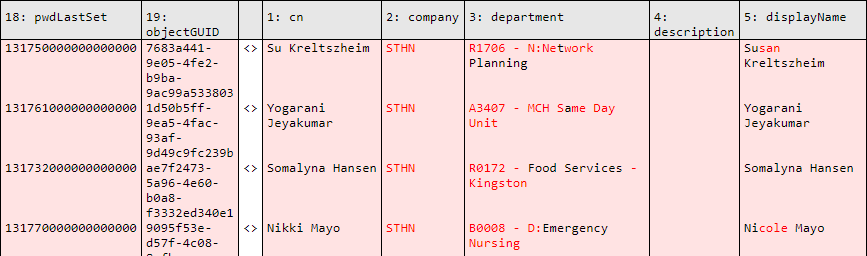 18: pwdLastSet 19: objectGUID 1: cn 2: company 3: department 4: description 5: displayName
131750000000000000 7683a441-9e05-4fe2-b9ba-9ac99a533803 <> Su Kreltszheim STHN R1706 - N:Network Planning Susan Kreltszheim
131761000000000000 1d50b5ff-9ea5-4fac-93af-9d49c9fc239b <> Yogarani Jeyakumar STHN A3407 - MCH Same Day Unit Yogarani Jeyakumar
131732000000000000 ae7f2473-5a96-4e60-b0a8-f3332ed340e1 <> Somalyna Hansen STHN R0172 - Food Services - Kingston Somalyna Hansen
131770000000000000 9095f53e-d57f-4c08- <> Nikki Mayo STHN B0008 - D:Emergency Nursing Nicole Mayo